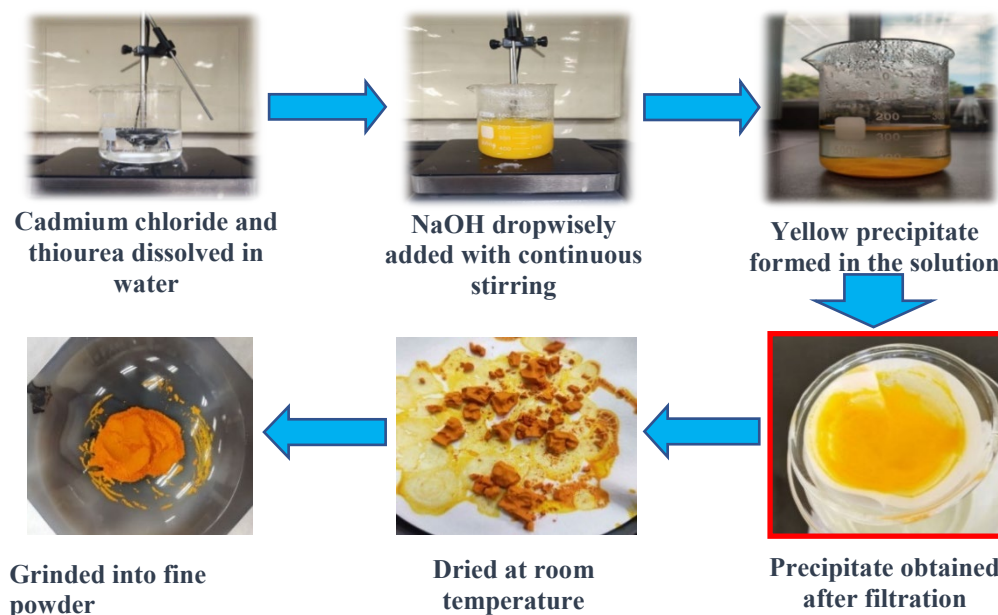 Cadmium chloride and
thiourea dissolved in
water
NaOH dropwisely
added with continuous
stirring
Yellow precipitate
formed in the solution
Grinded into fine
powder
Dried at room
temperature
Precipitate obtained
after filtration